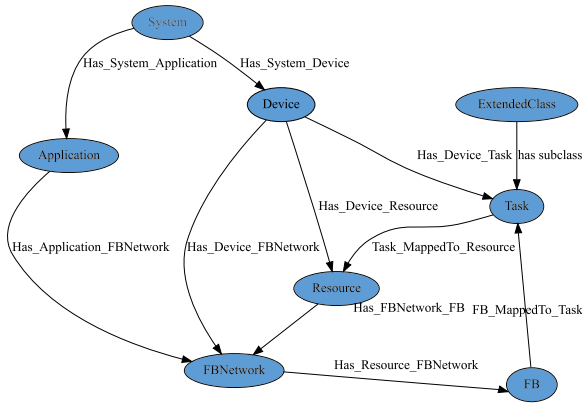 System
Has_System_Application
Has_System_Device
Device
ExtendedClass
Application
Has_Device_Task
has subclass
Has_Device_Resource
Task
Has_Application_FBNetwork
Has_Device_FBNetwork
Task_MappedTo_Resource
Resource
Has_FBNetwork_FB
FB_MappedTo_Task
FBNetwork
Has_Resource_FBNetwork
FB